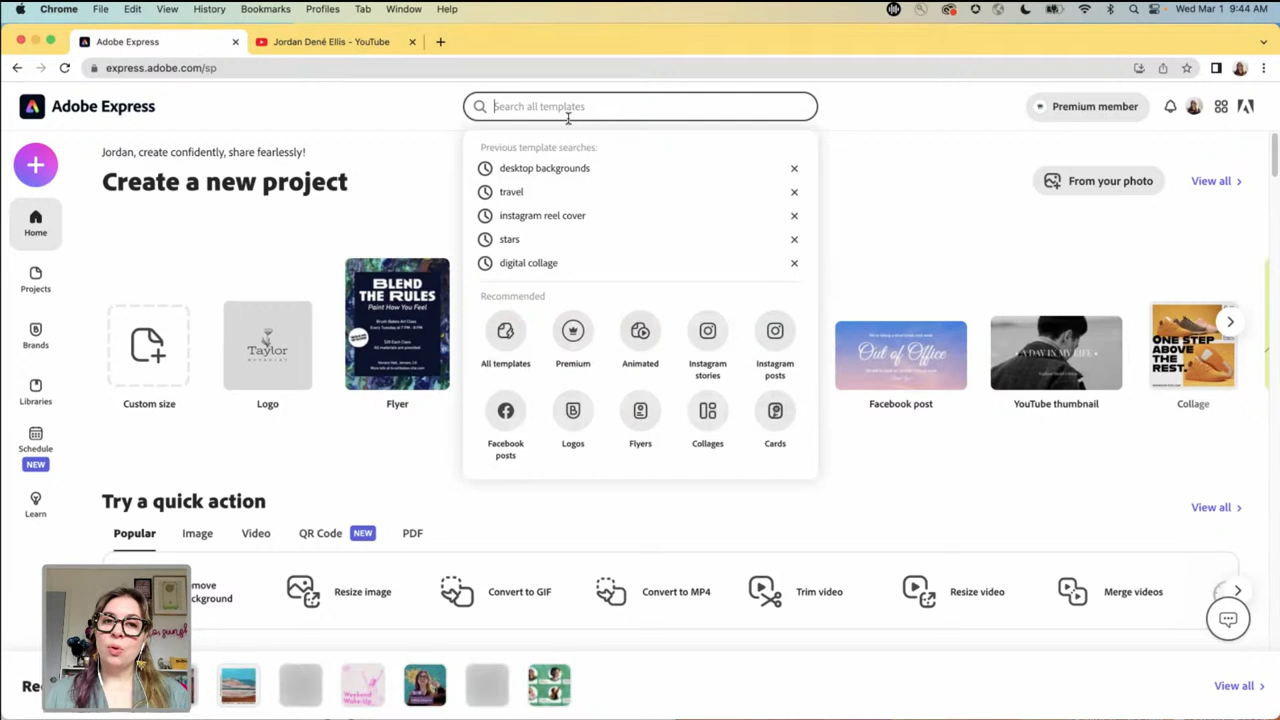 Chrome File Edit View History Bookmarks Profiles Tab Window Help Wed Mar 1 9:44 AM
Adobe Express Jordan Dené Ellis - YouTube
express.adobe.com/sp
Adobe Express
Search all templates
Premium member
Previous template searches:
desktop backgrounds
travel
instagram reel cover
stars
digital collage
Recommended
All templates
Premium
Animated
Instagram stories
Instagram posts
Facebook posts
Logos
Flyers
Collages
Cards
Jordan, create confidently, share fearlessly!
Create a new project
From your photo
View all
Home
Projects
Brands
Libraries
Schedule
NEW
Learn
Custom size
Taylor
Logo
BLEND
THE RULES
Paint How You Feel
Flyer
Out of Office
Facebook post
A DAY IN MY LIFE
YouTube thumbnail
ONE STEP
ABOVE
THE REST.
Collage
Try a quick action
View all
Popular Image Video QR Code NEW PDF
Resize image
Convert to GIF
Convert to MP4
Trim video
Resize video
Merge videos
Weekend
Wake-Up
View all